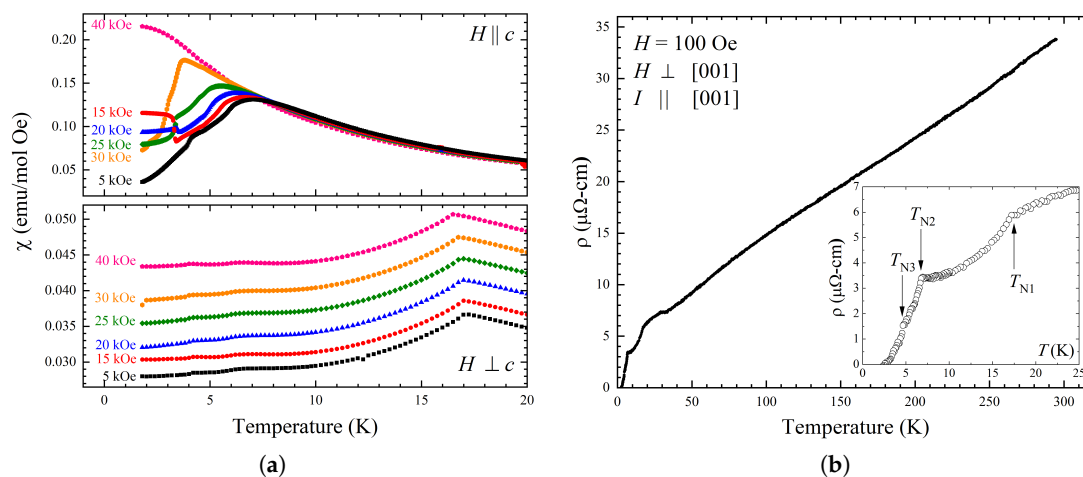 χ (emu/mol Oe)
0.20
0.15
0.10
0.05
H || c
40 kOe
15 kOe
20 kOe
25 kOe
30 kOe
5 kOe
0.050
0.045
0.040
0.035
0.030
40 kOe
30 kOe
25 kOe
20 kOe
15 kOe
5 kOe
H ⊥ c
0 5 10 15 20
Temperature (K)
(a)
ρ (μΩ-cm)
35
30
25
20
15
10
5
0
H = 100 Oe
H ⊥ [001]
I || [001]
0 50 100 150 200 250 300
Temperature (K)
ρ (μΩ-cm)
7
6
5
4
3
2
1
0
T_N2
T_N3
T_N1
T (K)
0 5 10 15 20 25
(b)